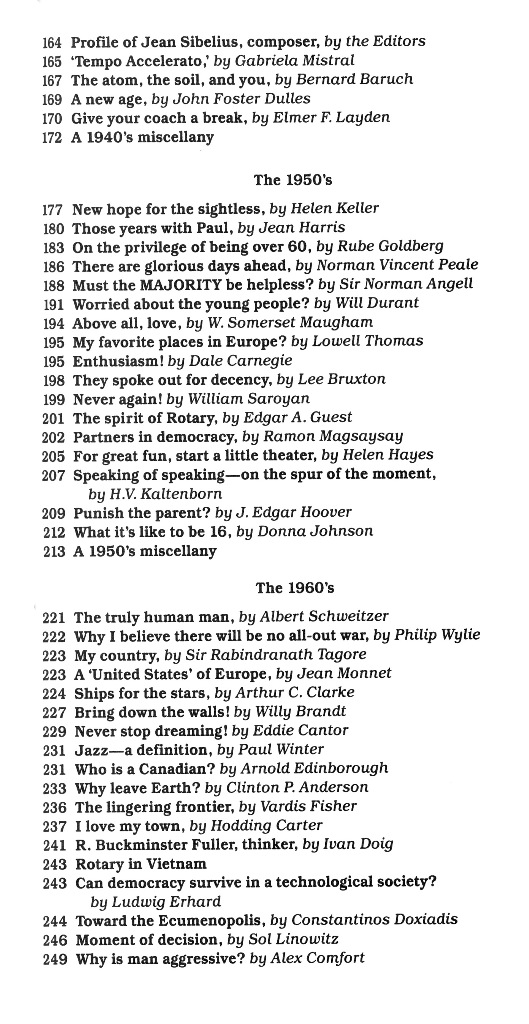 164 Profile of Jean Sibelius, composer, by the Editors
165 ‘Tempo Accelerato,’ by Gabriela Mistral
167 The atom, the soil, and you, by Bernard Baruch
169 A new age, by John Foster Dulles
170 Give your coach a break, by Elmer F. Layden
172 A 1940's miscellany
The 1950's
177 New hope for the sightless, by Helen Keller
180 Those years with Paul, by Jean Harris
183 On the privilege of being over 60, by Rube Goldberg
186 There are glorious days ahead, by Norman Vincent Peale
188 Must the MAJORITY be helpless? by Sir Norman Angell
191 Worried about the young people? by Will Durant
194 Above all, love, by W. Somerset Maugham
195 My favorite places in Europe? by Lowell Thomas
195 Enthusiasm! by Dale Carnegie
198 They spoke out for decency, by Lee Bruxton
199 Never again! by William Saroyan
201 The spirit of Rotary, by Edgar A. Guest
202 Partners in democracy, by Ramon Magsaysay
205 For great fun, start a little theater, by Helen Hayes
207 Speaking of speaking—on the spur of the moment,
by H.V. Kaltenborn
209 Punish the parent? by J. Edgar Hoover
212 What it's like to be 16, by Donna Johnson
213 A 1950's miscellany
The 1960's
221 The truly human man, by Albert Schweitzer
222 Why I believe there will be no all-out war, by Philip Wylie
223 My country, by Sir Rabindranath Tagore
223 A ‘United States’ of Europe, by Jean Monnet
224 Ships for the stars, by Arthur C. Clarke
227 Bring down the walls! by Willy Brandt
229 Never stop dreaming! by Eddie Cantor
231 Jazz—a definition, by Paul Winter
231 Who is a Canadian? by Arnold Edinborough
233 Why leave Earth? by Clinton P. Anderson
236 The lingering frontier, by Vardis Fisher
237 I love my town, by Hodding Carter
241 R. Buckminster Fuller, thinker, by Ivan Doig
243 Rotary in Vietnam
243 Can democracy survive in a technological society?
by Ludwig Erhard
244 Toward the Ecumenopolis, by Constantinos Doxiadis
246 Moment of decision, by Sol Linowitz
249 Why is man aggressive? by Alex Comfort